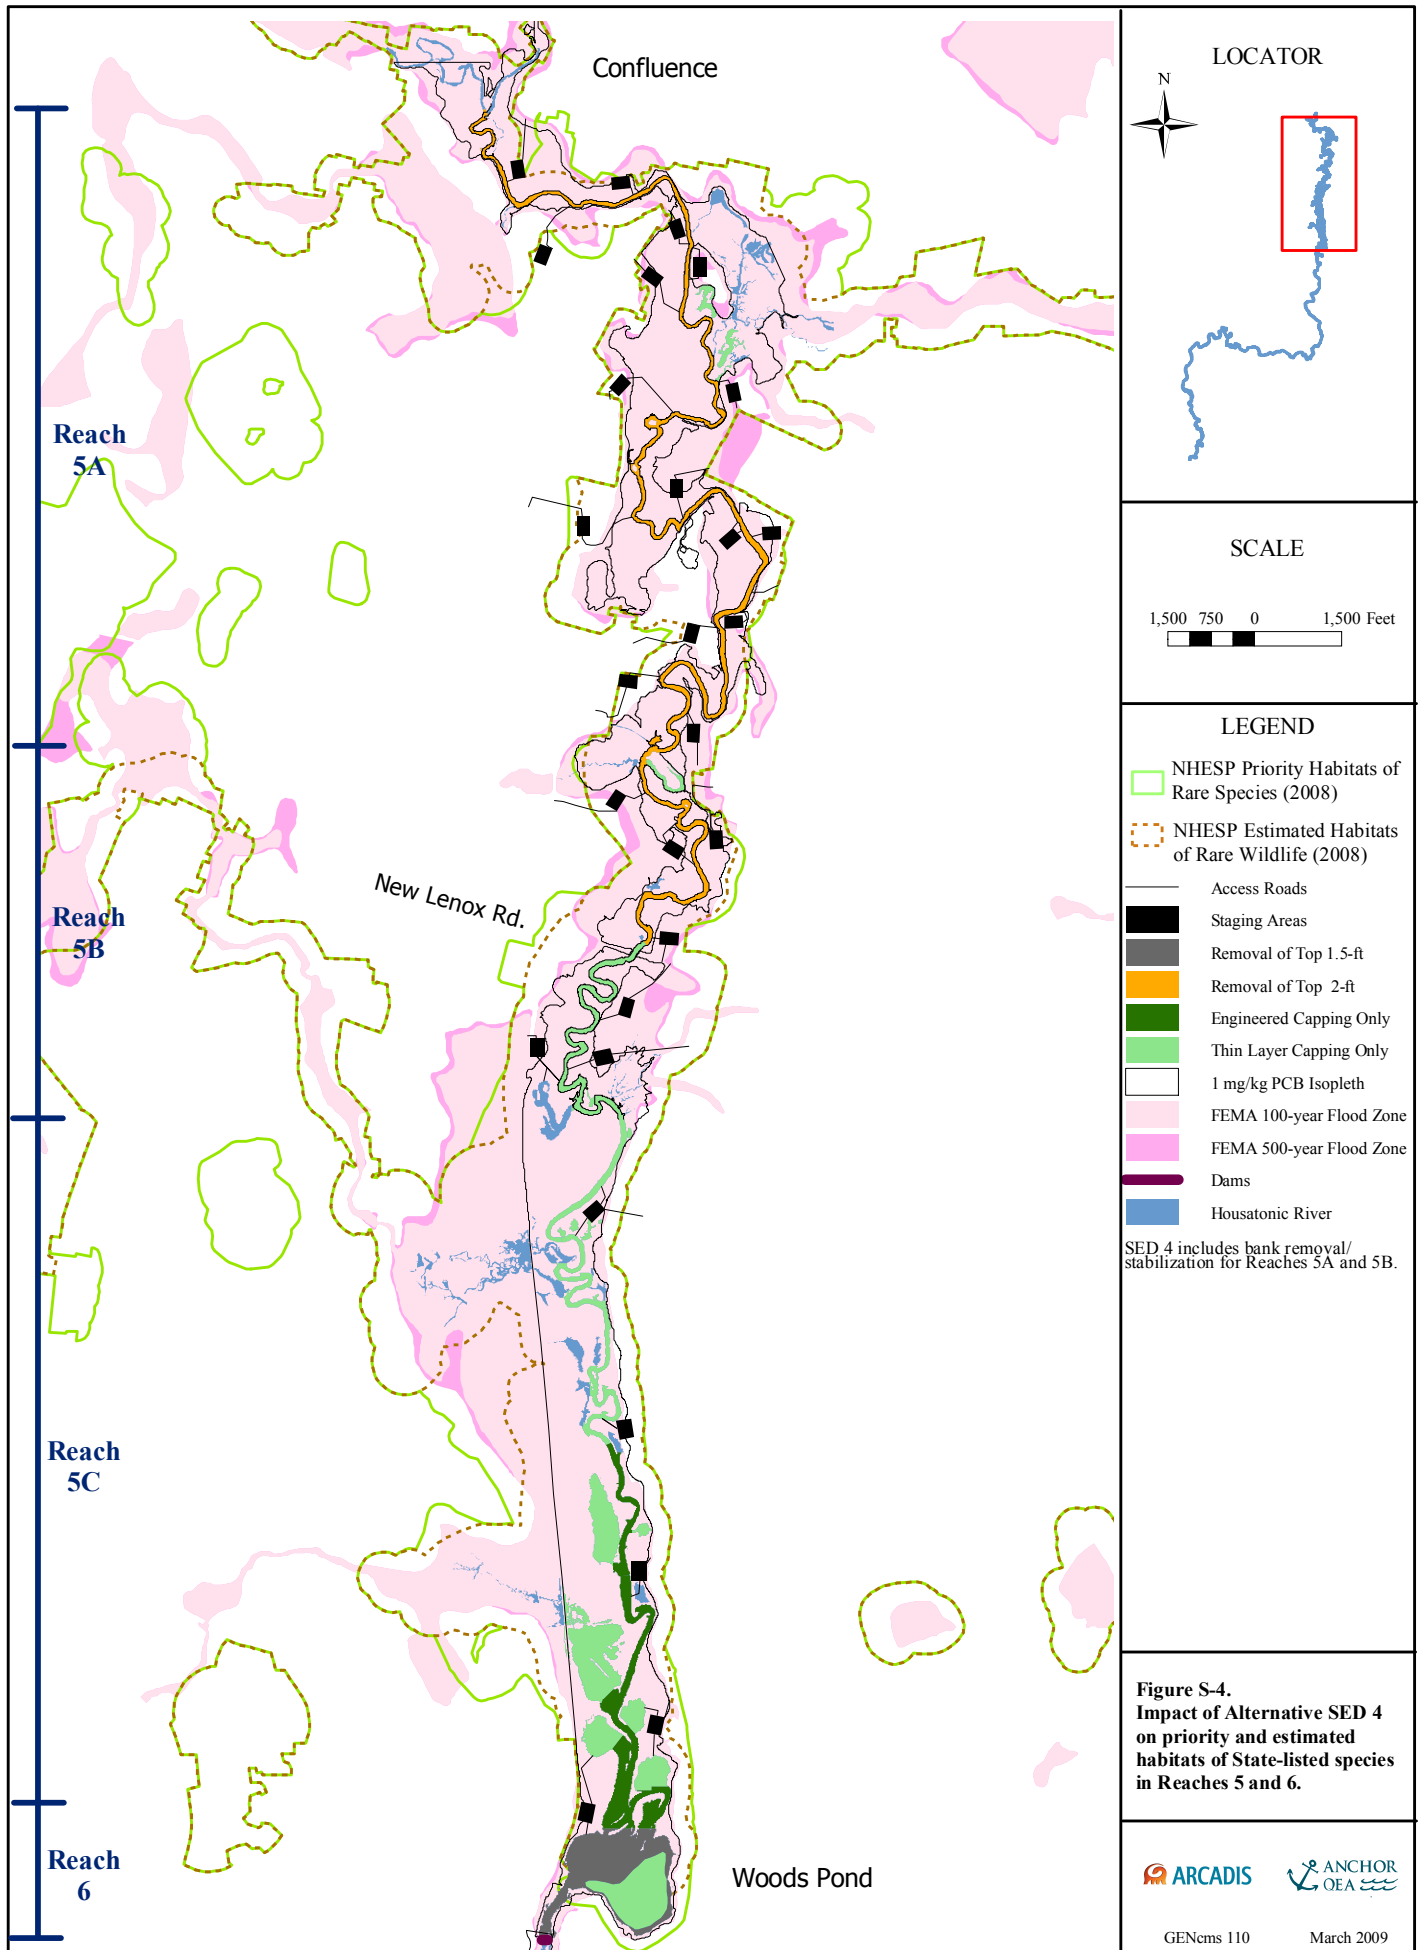 Confluence
Reach
5A
Reach
5B
New Lenox Rd.
Reach
5C
Reach
6
Woods Pond
LOCATOR
N
SCALE
1,500 750 0 1,500 Feet
LEGEND
NHESP Priority Habitats of
Rare Species (2008)
NHESP Estimated Habitats
of Rare Wildlife (2008)
Access Roads
Staging Areas
Removal of Top 1.5-ft
Removal of Top 2-ft
Engineered Capping Only
Thin Layer Capping Only
1 mg/kg PCB Isopleth
FEMA 100-year Flood Zone
FEMA 500-year Flood Zone
Dams
Housatonic River
SED 4 includes bank removal/
stabilization for Reaches 5A and 5B.
Figure S-4.
Impact of Alternative SED 4
on priority and estimated
habitats of State-listed species
in Reaches 5 and 6.
ARCADIS
ANCHOR
QEA
GENcms 110 March 2009